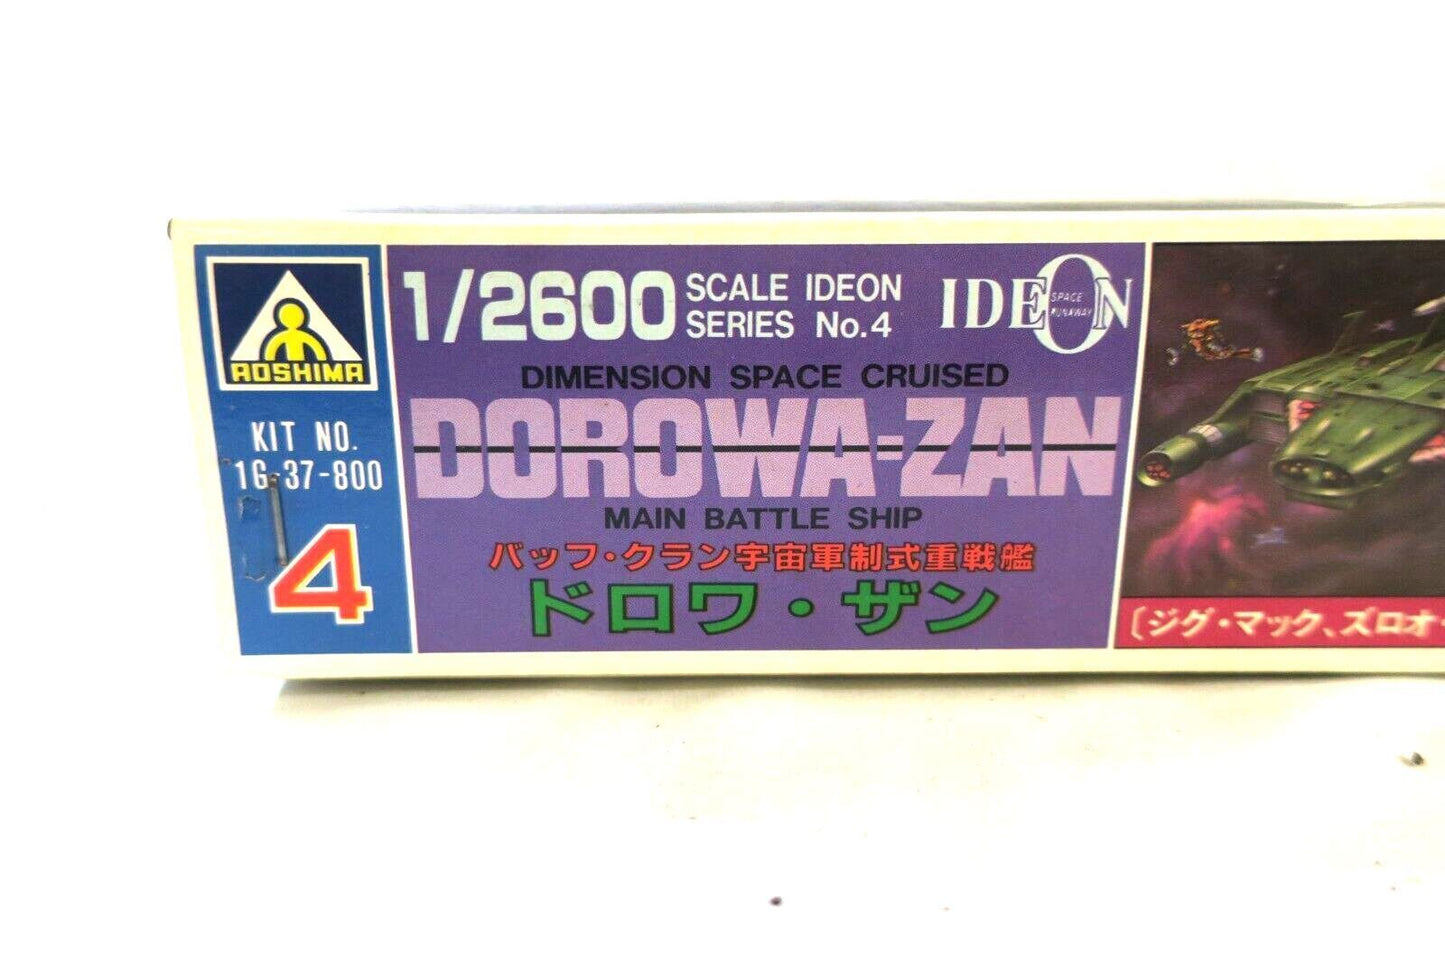 AOSHIMA
KIT NO.
1G-37-800
4
1/2600 SCALE IDEON
SERIES No.4
IDEON
SPACE
RUNAWAY
DIMENSION SPACE CRUISED
DOROWA-ZAN
MAIN BATTLE SHIP
バッフ・クラン宇宙軍制式重戦艦
ドロワ・ザン
〔ジグ・マック、ズロオ・